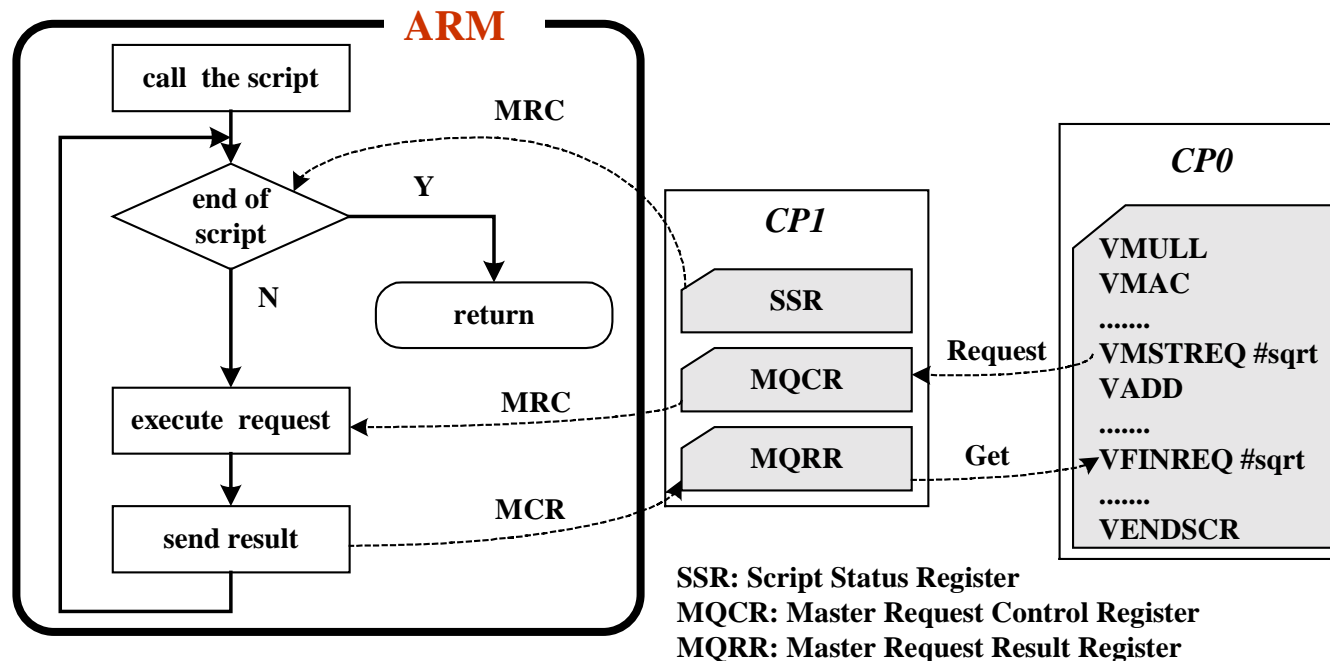 ARM
call the script
MRC
end of
script
Y
N
return
execute request
MRC
send result
MCR
CP1
SSR
MQCR
MQRR
Request
Get
CP0
VMULL
VMAC
.......
VMSTREQ #sqrt
VADD
.......
VFINREQ #sqrt
.......
VENDSCR
SSR: Script Status Register
MQCR: Master Request Control Register
MQRR: Master Request Result Register